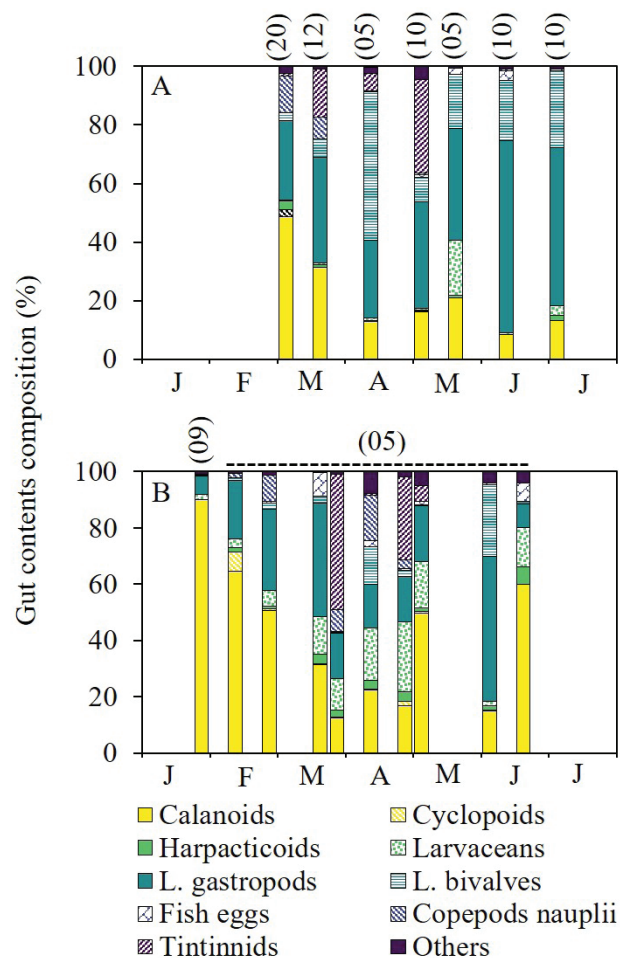 (20) (12) (05) (10) (05) (10) (10)
100
A
80
60
40
20
0
J F M A M J J
Gut contents composition (%)
(09) (05)
100
B
80
60
40
20
0
J F M A M J J
Calanoids Cyclopoids
Harpacticoids Larvaceans
L. gastropods L. bivalves
Fish eggs Copepods nauplii
Tintinnids Others